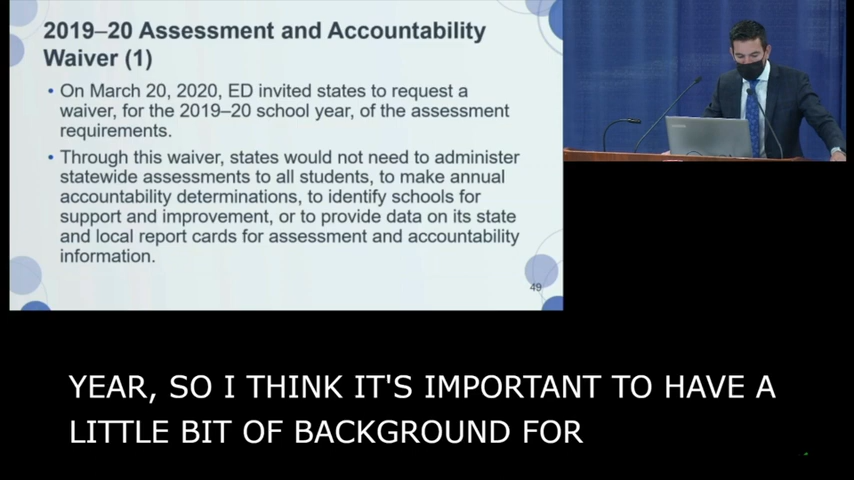 2019–20 Assessment and Accountability
Waiver (1)
• On March 20, 2020, ED invited states to request a
waiver, for the 2019–20 school year, of the assessment
requirements.
• Through this waiver, states would not need to administer
statewide assessments to all students, to make annual
accountability determinations, to identify schools for
support and improvement, or to provide data on its state
and local report cards for assessment and accountability
information.
49
YEAR, SO I THINK IT'S IMPORTANT TO HAVE A
LITTLE BIT OF BACKGROUND FOR